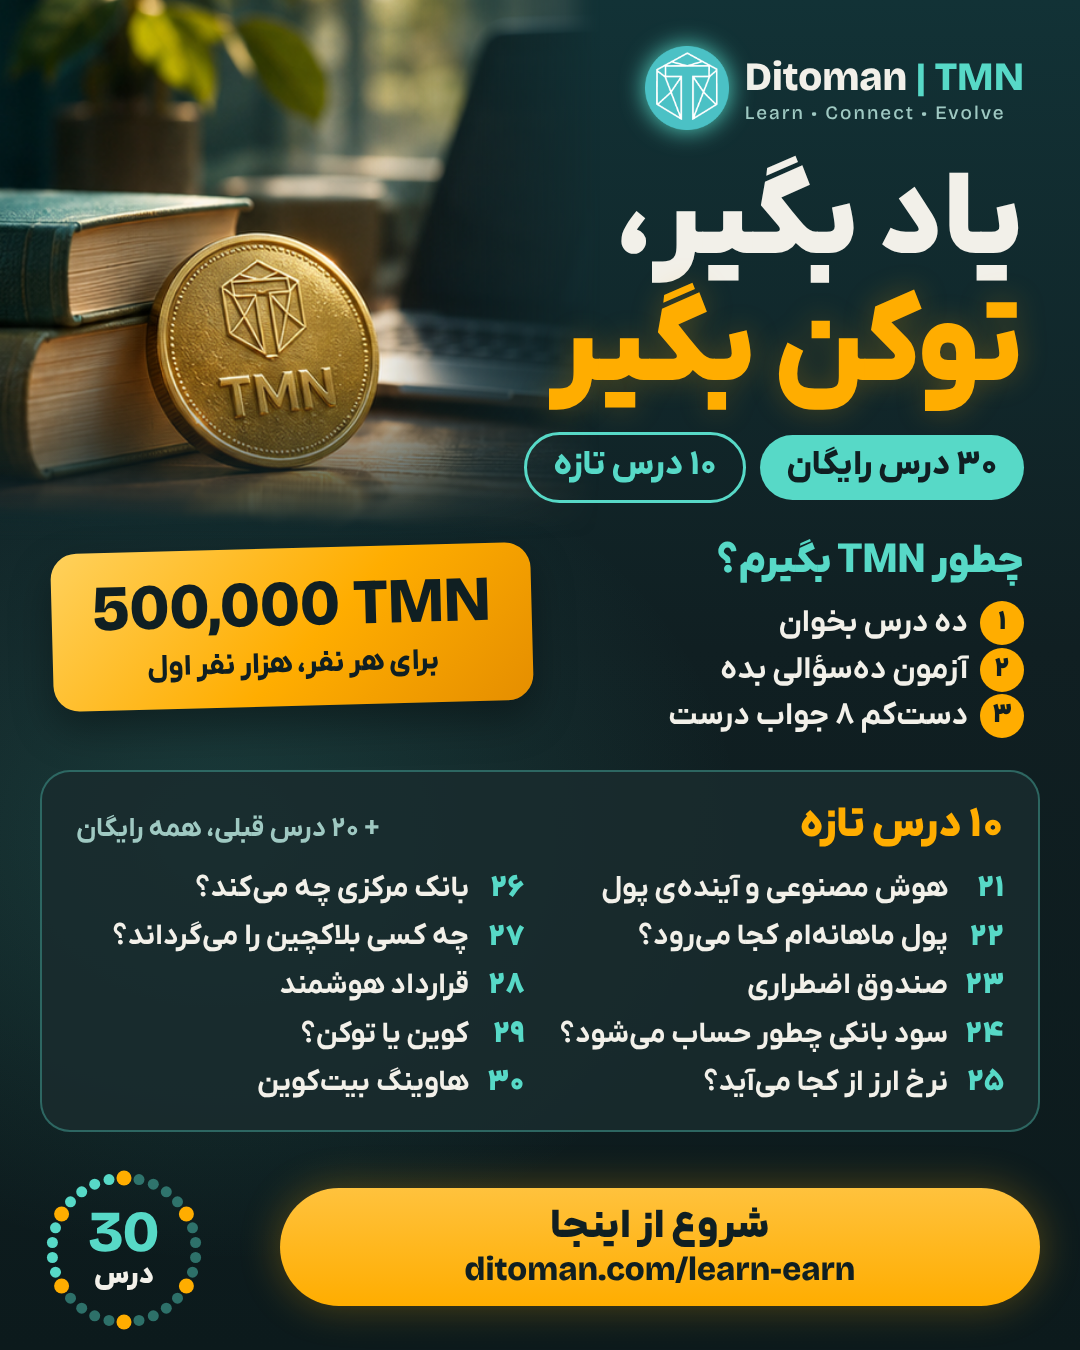 Ditoman | TMN
Learn • Connect • Evolve
یاد بگیر،
توکن بگیر
۳۰ درس رایگان
۱۰ درس تازه
TMN
چطور TMN بگیرم؟
۱ ده درس بخوان
۲ آزمون ده‌سؤالی بده
۳ دست‌کم ۸ جواب درست
500,000 TMN
برای هر نفر، هزار نفر اول
۱۰ درس تازه
+ ۲۰ درس قبلی، همه رایگان
۲۱ هوش مصنوعی و آینده‌ی پول
۲۲ پول ماهانه‌ام کجا می‌رود؟
۲۳ صندوق اضطراری
۲۴ سود بانکی چطور حساب می‌شود؟
۲۵ نرخ ارز از کجا می‌آید؟
۲۶ بانک مرکزی چه می‌کند؟
۲۷ چه کسی بلاکچین را می‌گرداند؟
۲۸ قرارداد هوشمند
۲۹ کوین یا توکن؟
۳۰ هاوینگ بیت‌کوین
شروع از اینجا
ditoman.com/learn-earn
30
درس